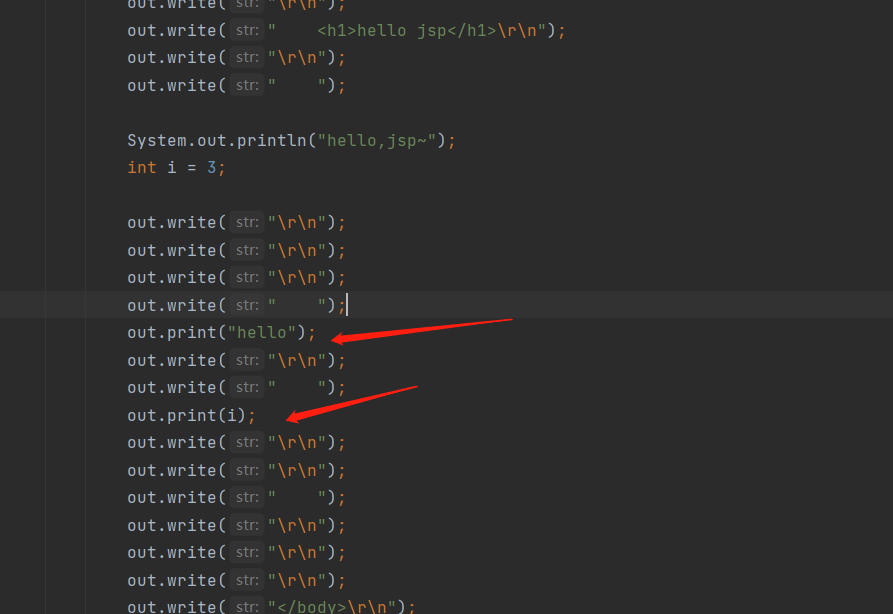 out.write( str: "\r\n");
out.write( str: "    <h1>hello jsp</h1>\r\n");
out.write( str: "\r\n");
out.write( str: "    ");
System.out.println("hello,jsp~");
int i = 3;
out.write( str: "\r\n");
out.write( str: "\r\n");
out.write( str: "\r\n");
out.write( str: "    ");
out.print("hello");
out.write( str: "\r\n");
out.write( str: "    ");
out.print(i);
out.write( str: "\r\n");
out.write( str: "\r\n");
out.write( str: "    ");
out.write( str: "\r\n");
out.write( str: "\r\n");
out.write( str: "\r\n");
out.write( str: "</body>\r\n");